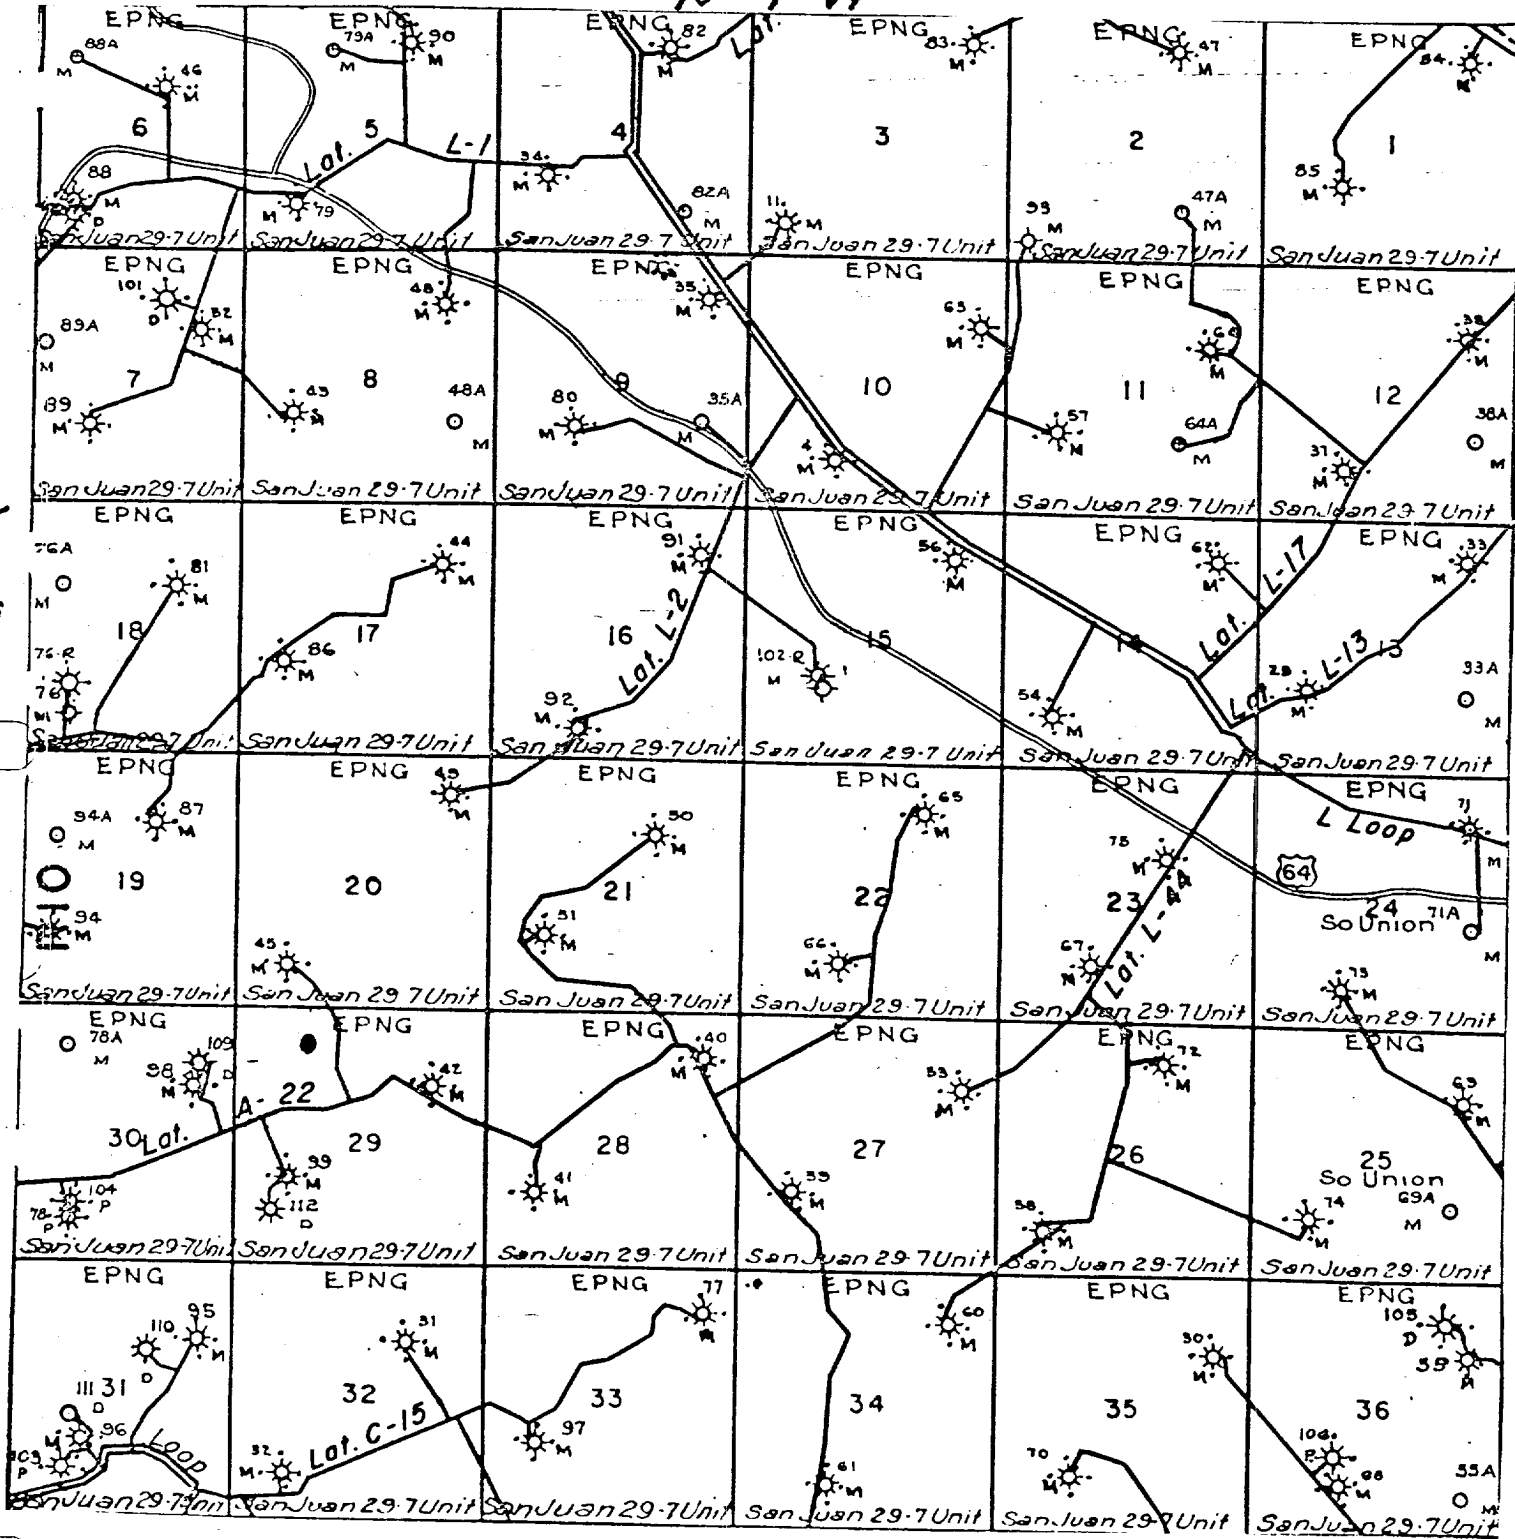 EPNG
EPNG
EPNG
EPNG
EPNG
88A
M
46
M
6
88
M
D
San Juan 29-7 Unit
79A
M
90
M
5
Lat. L-1
M 79
San Juan 29-7 Unit
82
M
Lat.
4
34
M
82A
M
San Juan 29-7 Unit
83
M
3
11
M
San Juan 29-7 Unit
47
M
2
93
M
47A
M
San Juan 29-7 Unit
84
M
1
85
M
San Juan 29-7 Unit
EPNG
101
D
89A
M
M
7
89
M
San Juan 29-7 Unit
EPNG
48
M
8
48A
M
M
San Juan 29-7 Unit
EPNG
35
M
9
80
M
35A
M
San Juan 29-7 Unit
63
M
10
4
M
San Juan 29-7 Unit
EPNG
M
11
57
M
64A
M
San Juan 29-7 Unit
EPNG
38
M
12
38A
M
37
M
San Juan 29-7 Unit
EPNG
76A
M
81
M
18
76-R
76
M
San Juan 29-7 Unit
EPNG
44
M
17
86
M
San Juan 29-7 Unit
EPNG
91
M
16
Lat. L-2
92
M
San Juan 29-7 Unit
EPNG
56
M
15
102-R
M
1
San Juan 29-7 Unit
EPNG
62
M
14
Lat. L-17
54
M
San Juan 29-7 Unit
EPNG
33
M
Lat. L-13
13
M
33A
M
San Juan 29-7 Unit
EPNG
94A
M
87
M
19
94
M
San Juan 29-7 Unit
EPNG
M
20
45
M
San Juan 29-7 Unit
EPNG
50
M
21
51
M
San Juan 29-7 Unit
EPNG
65
M
22
66
M
San Juan 29-7 Unit
EPNG
75
M
23
Lat. L-4A
67
M
San Juan 29-7 Unit
EPNG
L Loop
71
M
64
24
So Union
71A
M
M
San Juan 29-7 Unit
EPNG
78A
M
109
D
98
M
30
Lat. A-22
104
P
78
P
San Juan 29-7 Unit
EPNG
42
M
29
99
M
112
D
San Juan 29-7 Unit
EPNG
40
M
28
41
M
San Juan 29-7 Unit
EPNG
53
M
27
39
M
San Juan 29-7 Unit
EPNG
72
M
26
58
M
San Juan 29-7 Unit
EPNG
M
25
So Union
69A
M
74
M
San Juan 29-7 Unit
EPNG
110
D
95
M
111
D
31
96
M
103
P
Loop
San Juan 29-7 Unit
EPNG
31
M
32
Lat. C-15
32
M
San Juan 29-7 Unit
EPNG
77
M
33
97
M
San Juan 29-7 Unit
EPNG
60
M
34
61
M
San Juan 29-7 Unit
EPNG
30
M
35
70
M
San Juan 29-7 Unit
EPNG
105
D
M
36
106
P
M
55A
M
San Juan 29-7 Unit